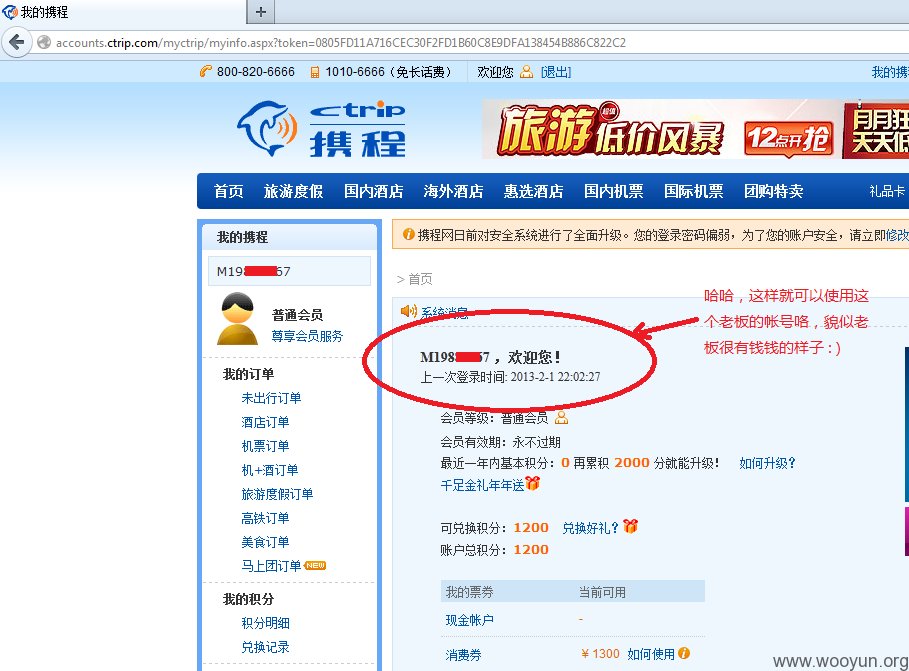 我的携程
accounts.ctrip.com/myctrip/myinfo.aspx?token=0805FD11A716CEC30F2FD1B60C8E9DFA138454B886C822C2
800-820-6666 1010-6666（免长话费） 欢迎您 [退出] 我的携
ctrip
携程
旅游 超值 低价风暴 12点开抢 月月狂
天天低
首页 旅游度假 国内酒店 海外酒店 惠选酒店 国内机票 国际机票 团购特卖 礼品卡
我的携程
M19867
普通会员
尊享会员服务
我的订单
未出行订单
酒店订单
机票订单
机+酒订单
旅游度假订单
高铁订单
美食订单
马上团订单 NEW
我的积分
积分明细
兑换记录
携程网日前对安全系统进行了全面升级。您的登录密码偏弱，为了您的账户安全，请立即修改
> 首页
系统消息
哈哈，这样就可以使用这
个老板的帐号咯，貌似老
板很有钱钱的样子 : )
M19867，欢迎您！
上一次登录时间: 2013-2-1 22:02:27
会员等级：普通会员
会员有效期：永不过期
最近一年内基本积分：0 再累积 2000 分就能升级！ 如何升级？
千足金礼年年送
可兑换积分：1200 兑换好礼？
账户总积分：1200
我的票券 当前可用
现金帐户 -
消费券 ￥1300 如何使用
www.wooyun.org